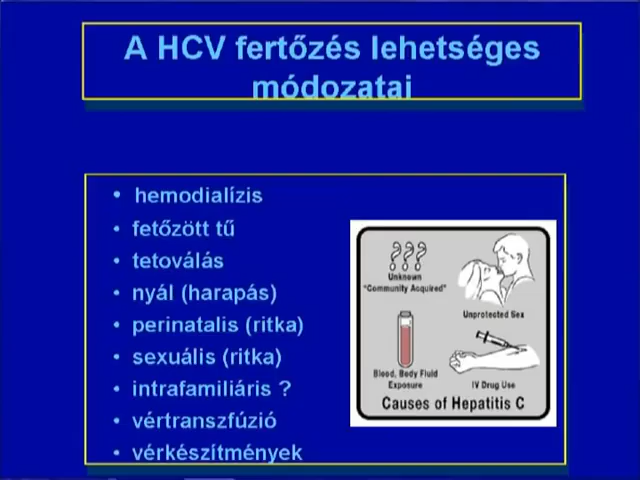 A HCV fertőzés lehetséges
módozatai
• hemodialízis
• fetőzött tű
• tetoválás
• nyál (harapás)
• perinatalis (ritka)
• sexuális (ritka)
• intrafamiliáris ?
• vértranszfúzió
• vérkészítmények
???
Unknown
"Community Acquired"
Unprotected Sex
Blood, Body Fluid
Exposure
IV Drug Use
Causes of Hepatitis C